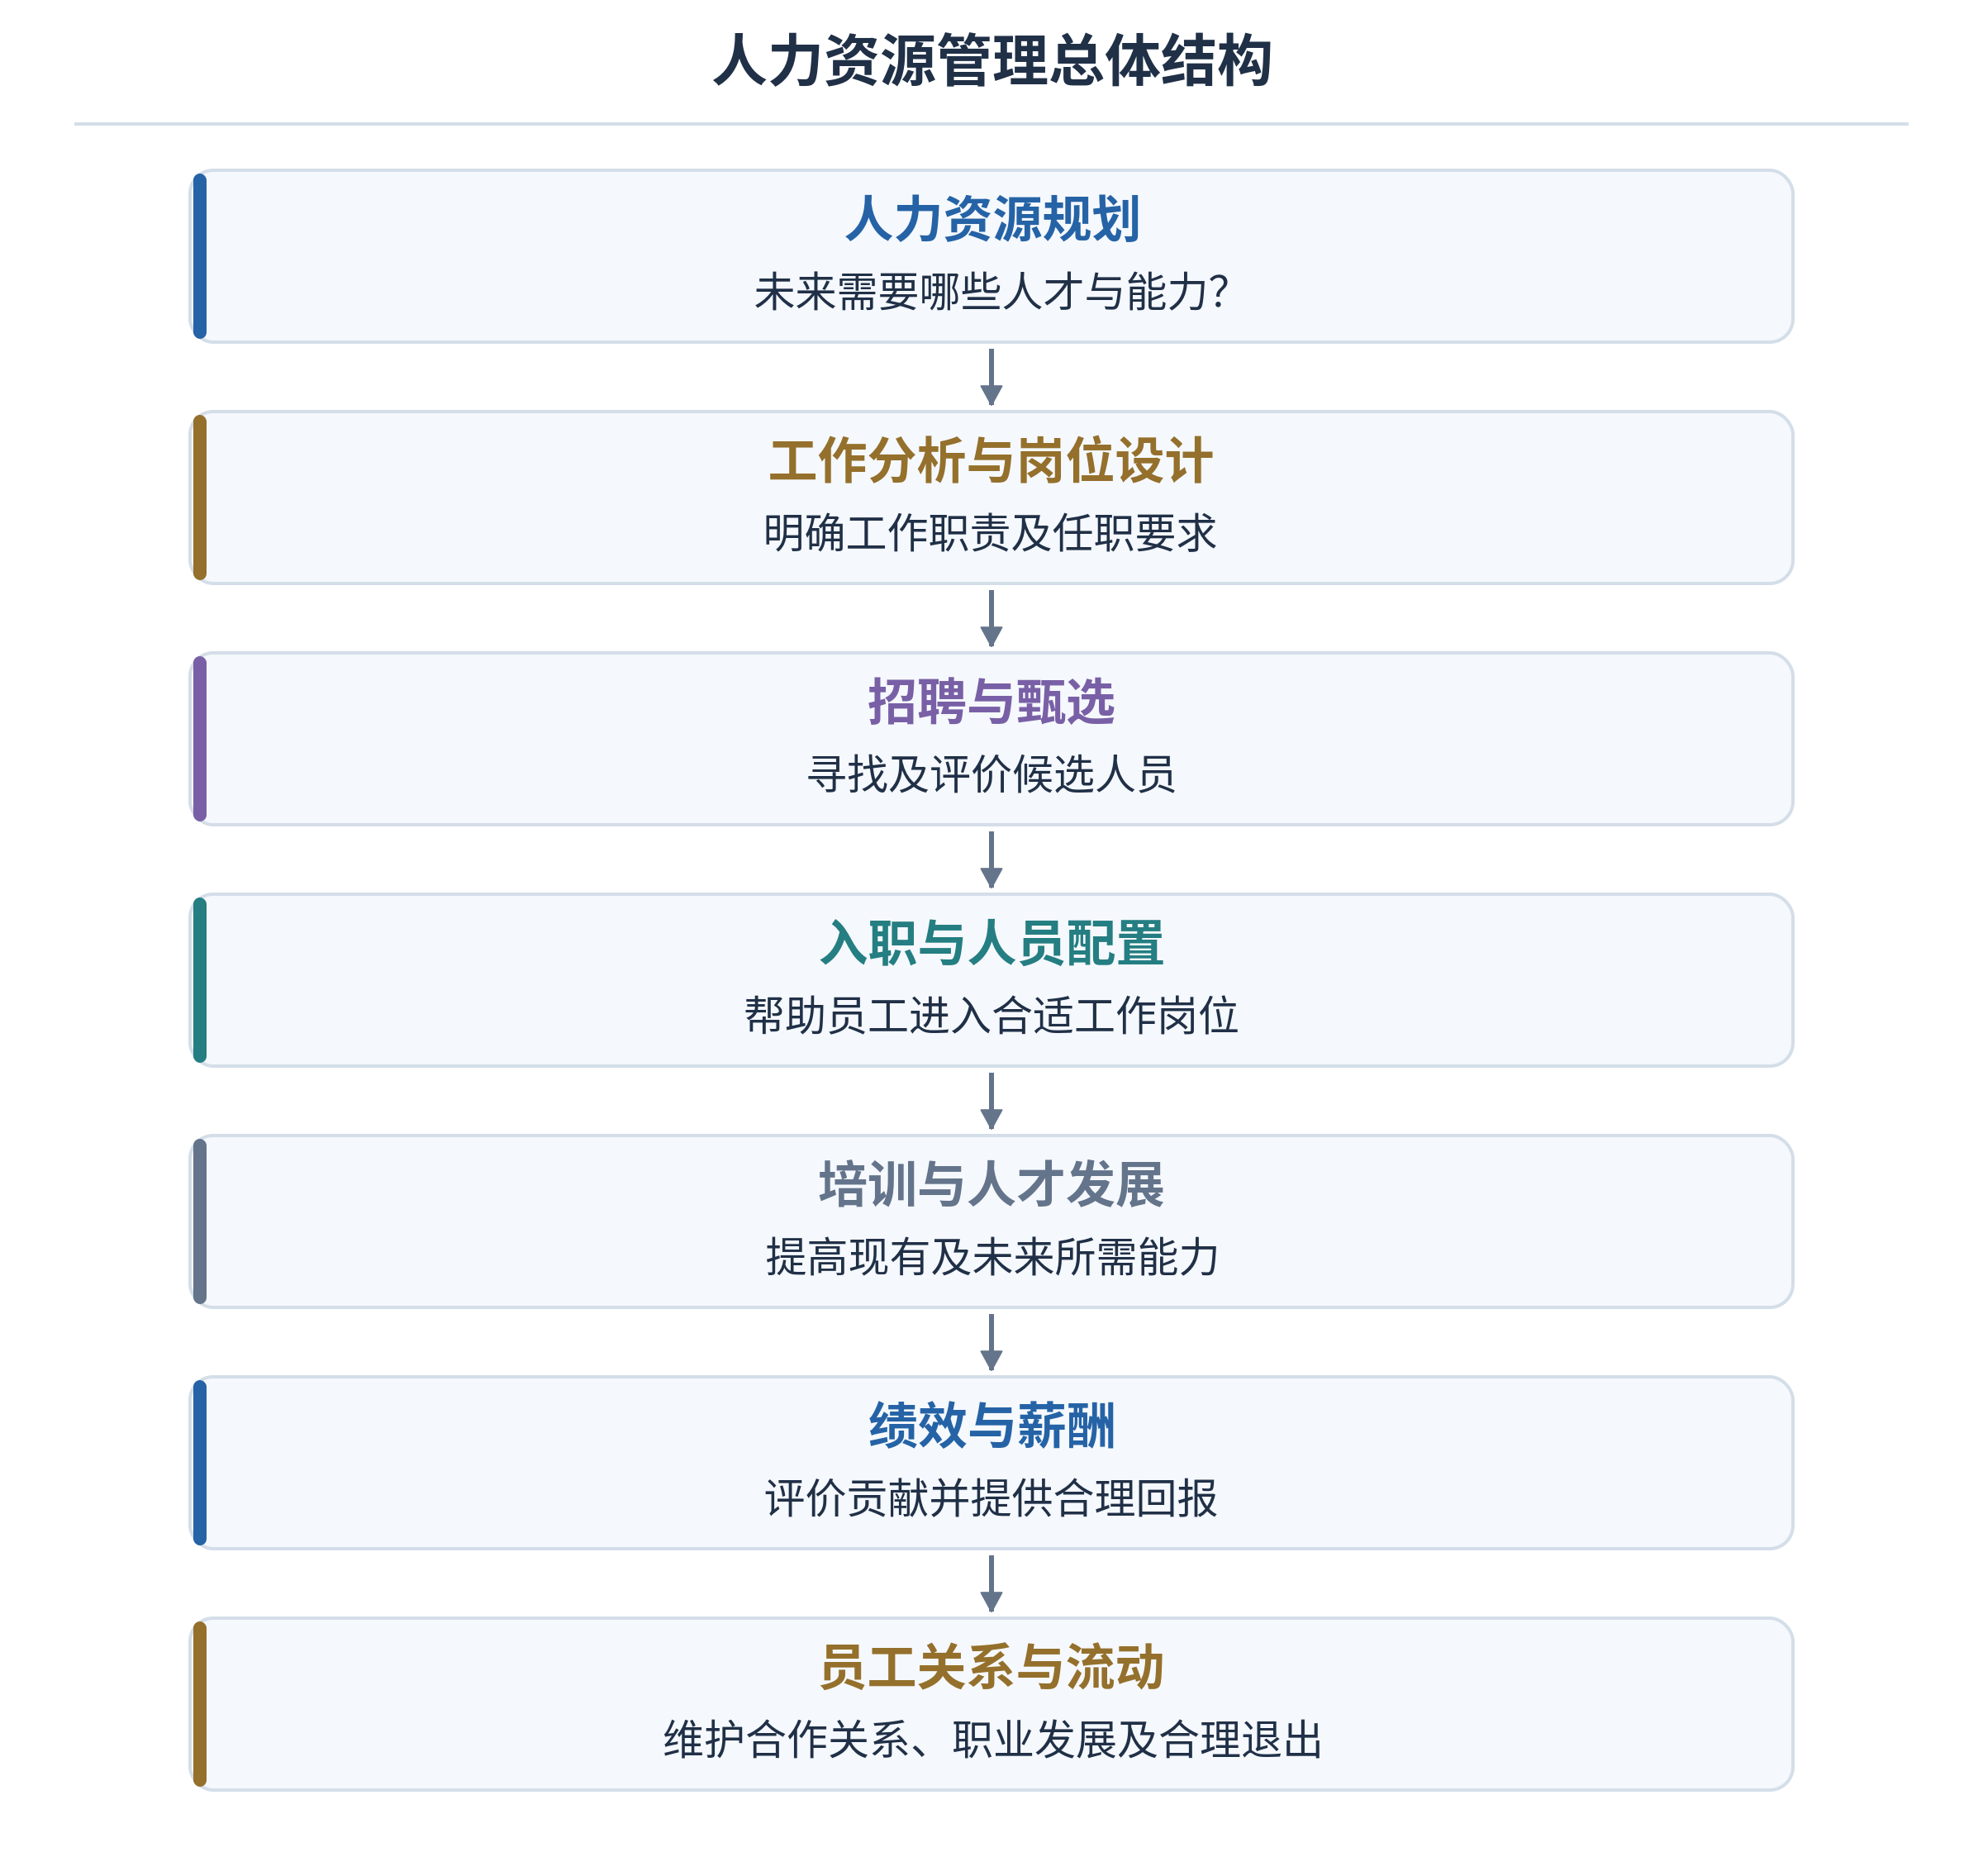 人力资源管理总体结构
人力资源规划
未来需要哪些人才与能力?
工作分析与岗位设计
明确工作职责及任职要求
招聘与甄选
寻找及评价候选人员
入职与人员配置
帮助员工进入合适工作岗位
培训与人才发展
提高现有及未来所需能力
绩效与薪酬
评价贡献并提供合理回报
员工关系与流动
维护合作关系、职业发展及合理退出